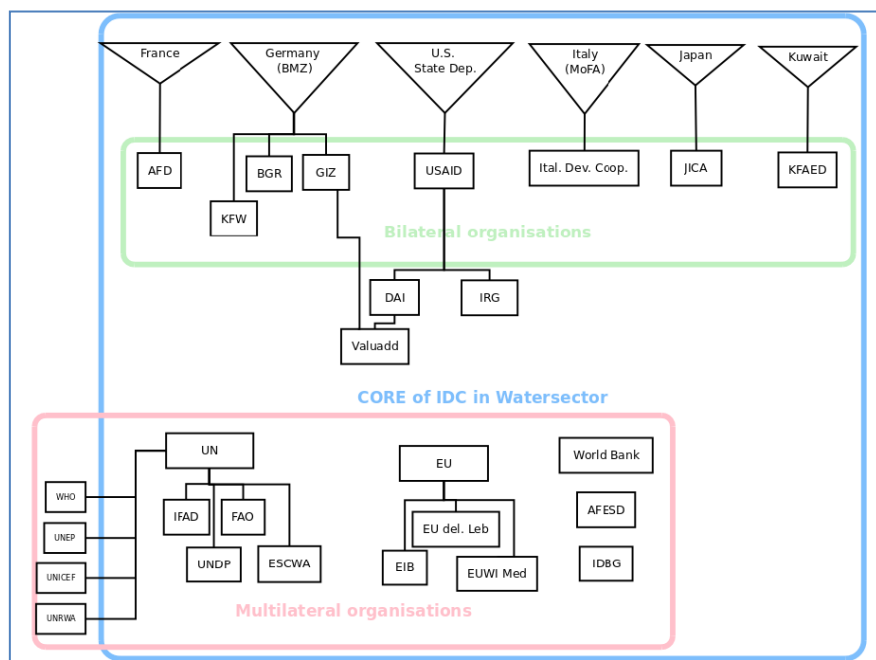 France
Germany
(BMZ)
U.S.
State Dep.
Italy
(MoFA)
Japan
Kuwait
AFD
BGR
GIZ
USAID
Ital. Dev. Coop.
JICA
KFAED
KFW
Bilateral organisations
DAI
IRG
Valuadd
CORE of IDC in Watersector
UN
EU
World Bank
WHO
IFAD
FAO
EU del. Leb
AFESD
UNEP
UNDP
ESCWA
EIB
EUWI Med
IDBG
UNICEF
Multilateral organisations
UNRWA